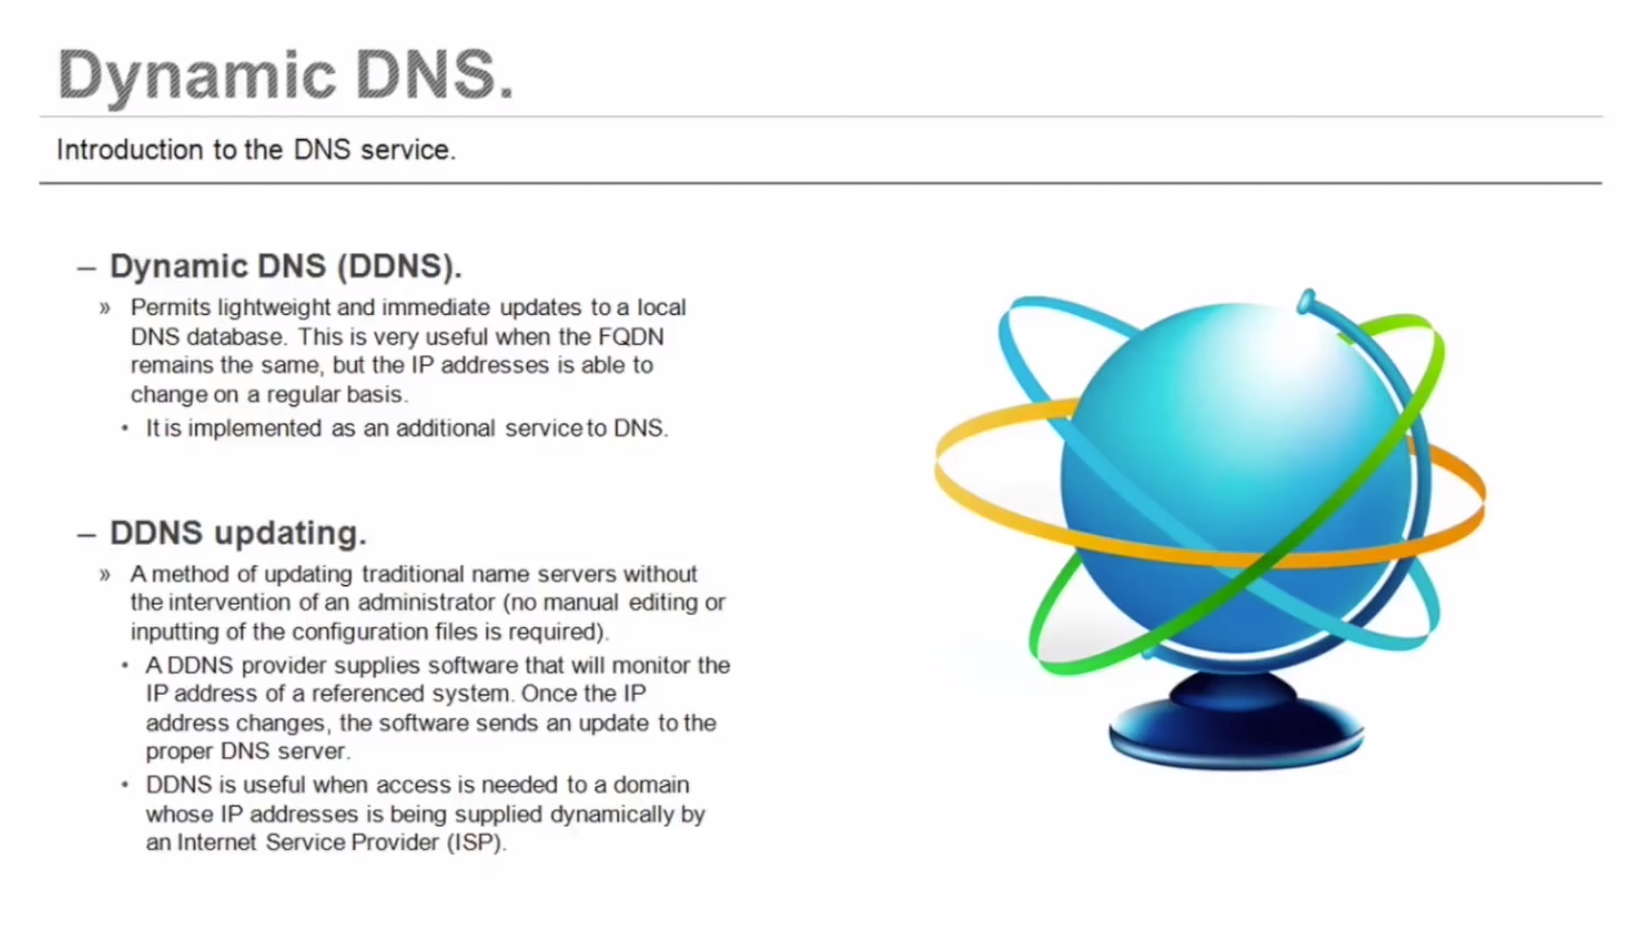 Dynamic DNS.
Introduction to the DNS service.
– Dynamic DNS (DDNS).
» Permits lightweight and immediate updates to a local
DNS database. This is very useful when the FQDN
remains the same, but the IP addresses is able to
change on a regular basis.
• It is implemented as an additional service to DNS.
– DDNS updating.
» A method of updating traditional name servers without
the intervention of an administrator (no manual editing or
inputting of the configuration files is required).
• A DDNS provider supplies software that will monitor the
IP address of a referenced system. Once the IP
address changes, the software sends an update to the
proper DNS server.
• DDNS is useful when access is needed to a domain
whose IP addresses is being supplied dynamically by
an Internet Service Provider (ISP).